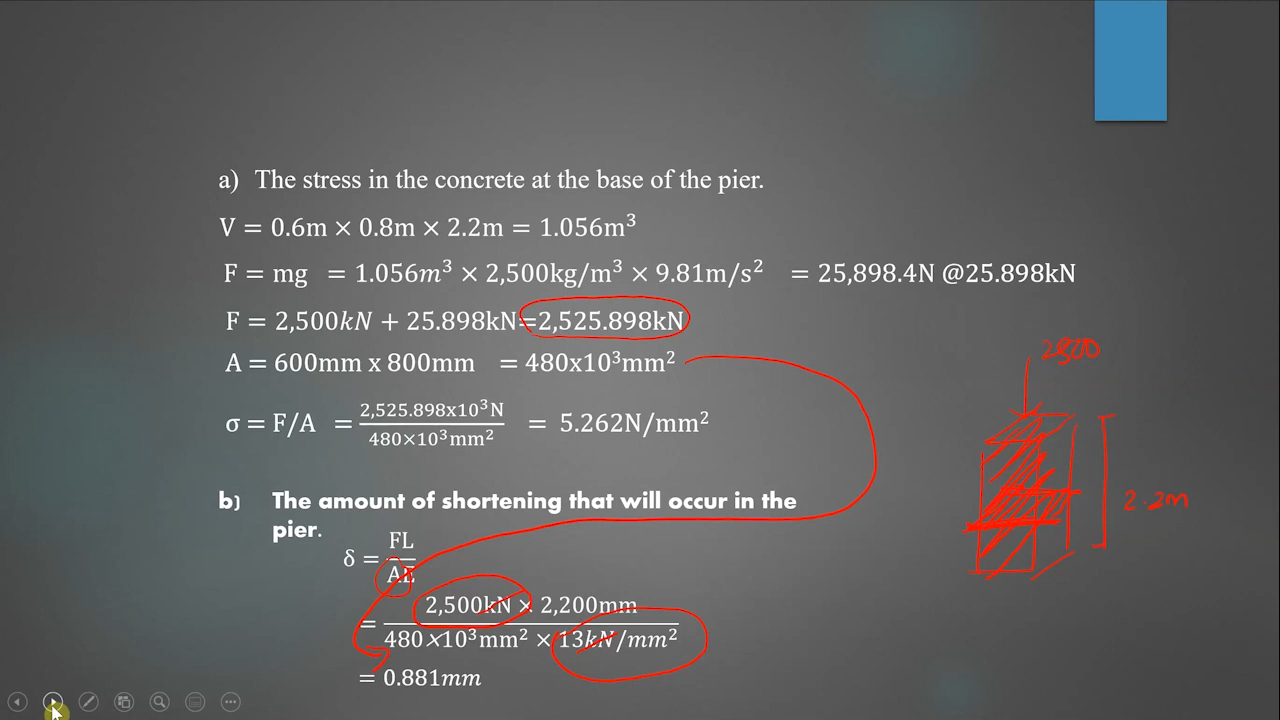 a) The stress in the concrete at the base of the pier.
V = 0.6m × 0.8m × 2.2m = 1.056m³
F = mg = 1.056m³ × 2,500kg/m³ × 9.81m/s² = 25,898.4N @25.898kN
F = 2,500kN + 25.898kN=2,525.898kN
A = 600mm x 800mm = 480x10³mm²
σ = F/A = 2,525.898x10³N / 480×10³mm² = 5.262N/mm²
2500
2.2m
b) The amount of shortening that will occur in the
pier.
δ = FL / AE
= 2,500kN × 2,200mm / 480×10³mm² × 13kN/mm²
= 0.881mm